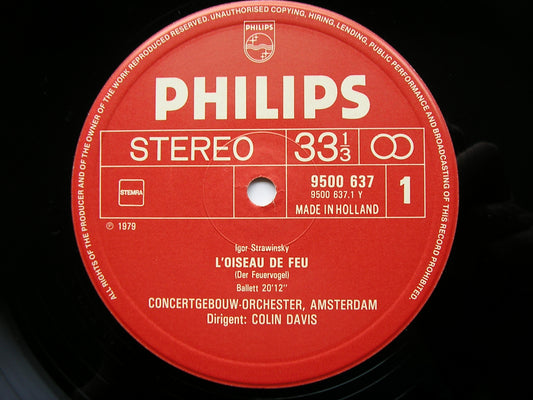 ALL RIGHTS OF THE PRODUCER AND OF THE OWNER OF THE WORK REPRODUCED RESERVED. UNAUTHORISED COPYING, HIRING, LENDING, PUBLIC PERFORMANCE AND BROADCASTING OF THIS RECORD PROHIBITED.
PHILIPS
PHILIPS
STEREO 33 1/3
STEMRA
9500 637
9500 637.1 Y
MADE IN HOLLAND
1
℗ 1979
Igor Strawinsky
L'OISEAU DE FEU
(Der Feuervogel)
Ballett 20'12"
CONCERTGEBOUW-ORCHESTER, AMSTERDAM
Dirigent: COLIN DAVIS